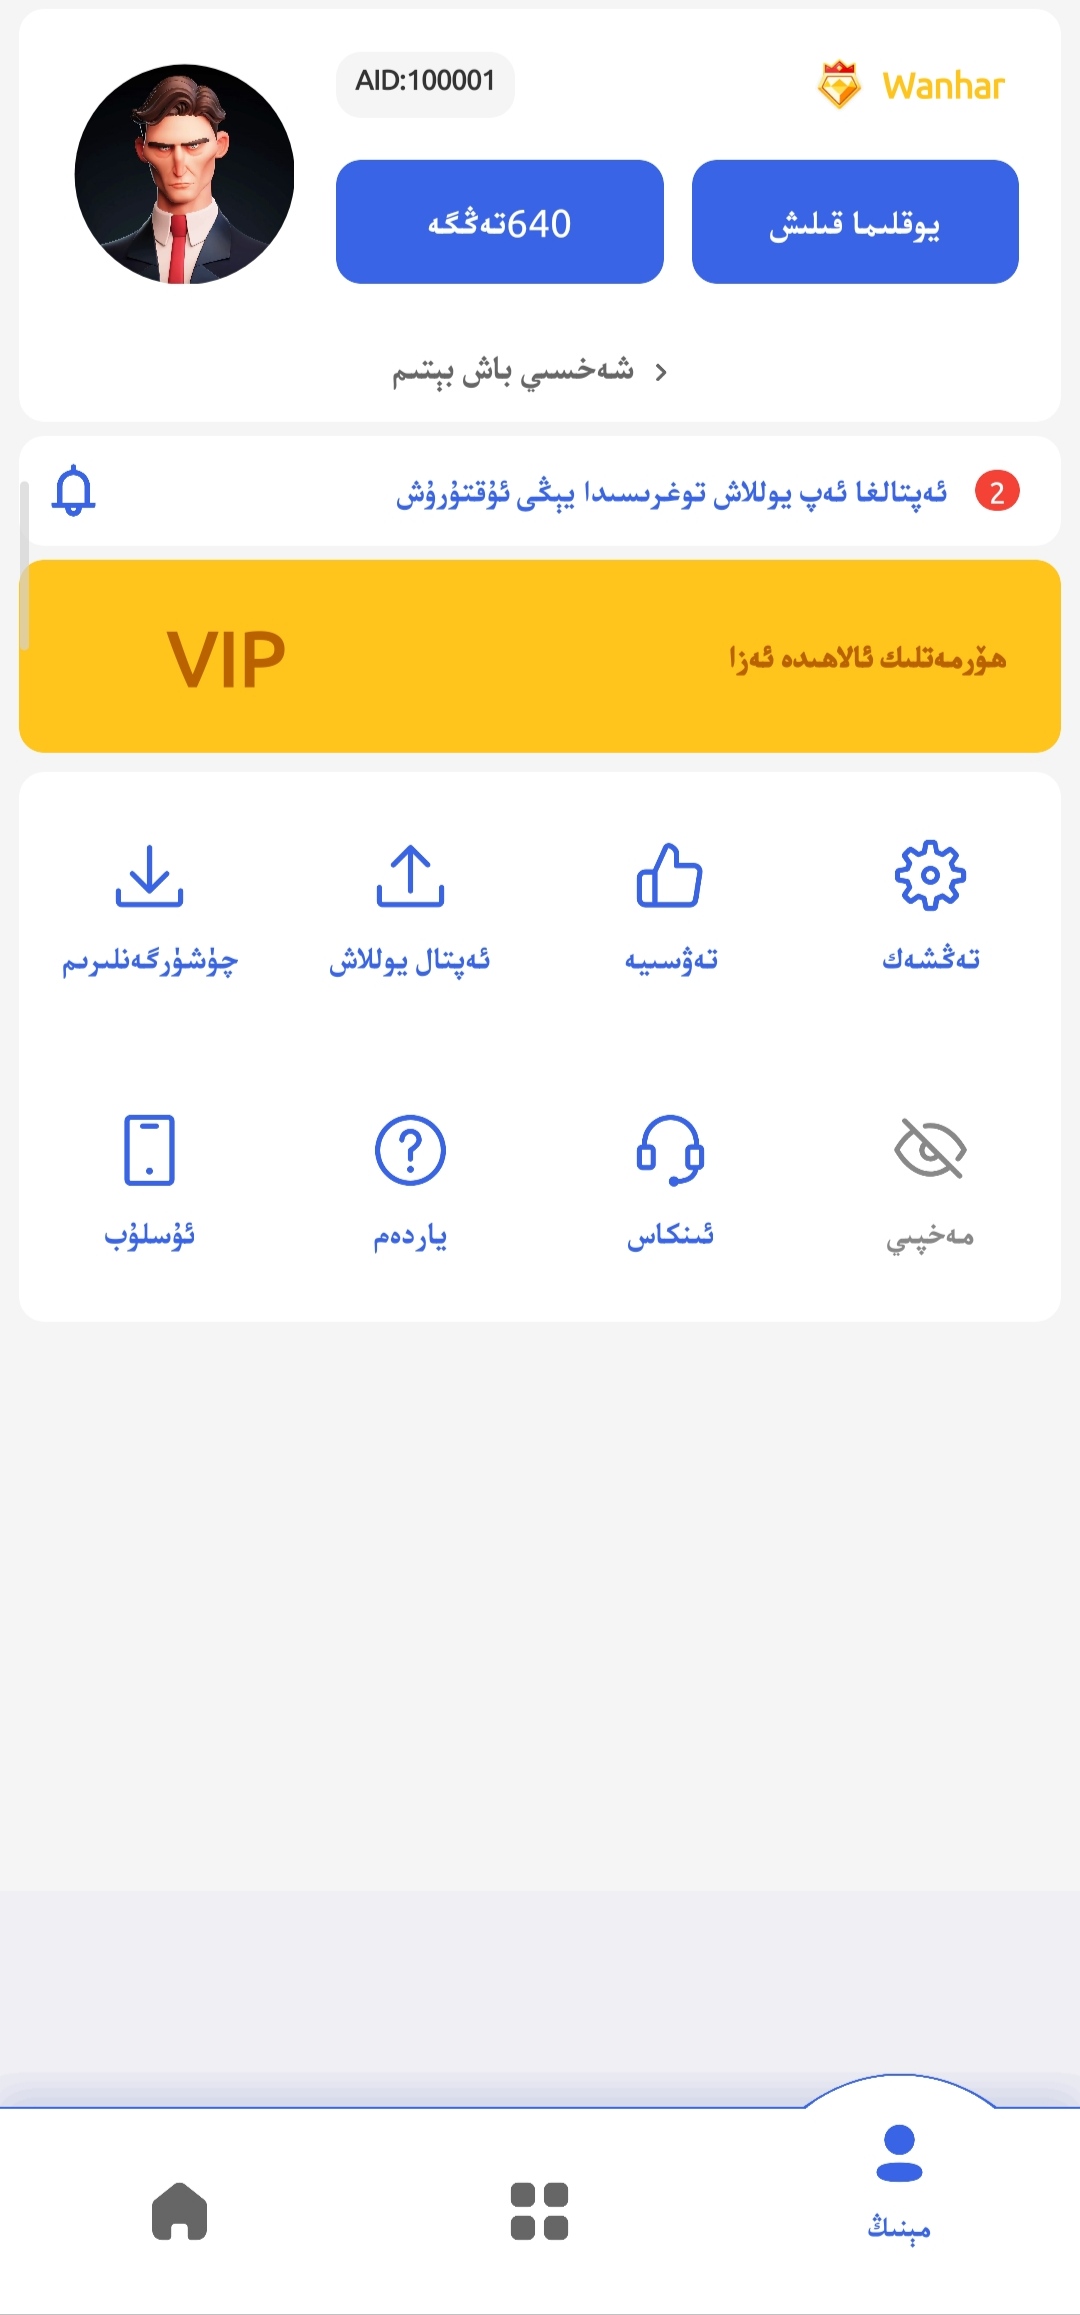 AID:100001
Wanhar
يوقلىما قىلىش
640تەڭگە
شەخسىي باش بېتىم
ئەپتالغا ئەپ يوللاش توغرىسىدا يېڭى ئۇقتۇرۇش
2
ھۆرمەتلىك ئالاھىدە ئەزا
VIP
تەڭشەك
تەۋسىيە
ئەپتال يوللاش
چۈشۈرگەنلىرىم
مەخپىي
ئىنكاس
ياردەم
ئۇسلۇب
مېنىڭ